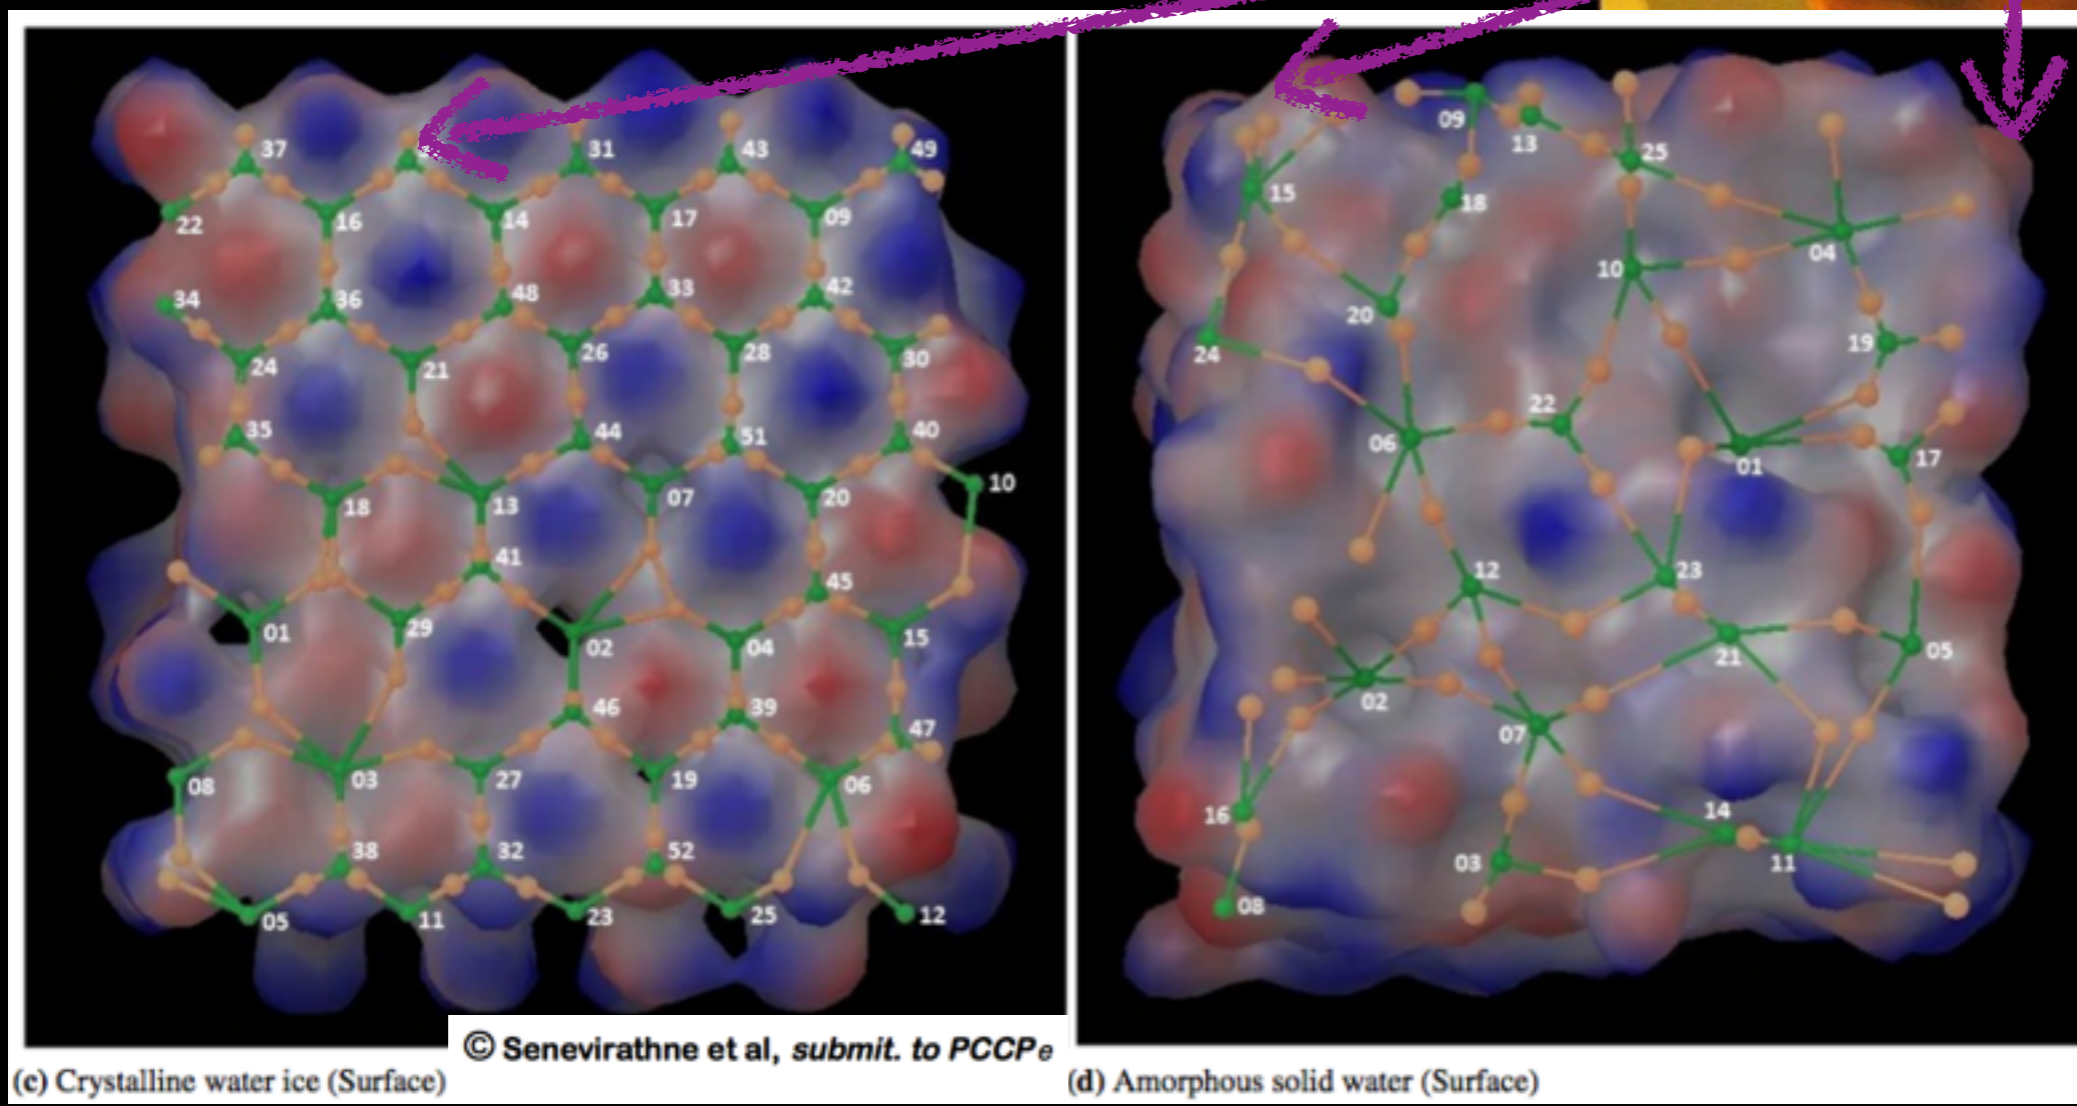 37 31 43 49
22 16 14 17 09
34 36 48 33 42
24 21 26 28 30
35 44 51 40
18 13 07 20 10
41 45
01 29 02 04 15
46 39 47
08 03 27 19 06
38 32 52
05 11 23 25 12
© Senevirathne et al, submit. to PCCP e
(c) Crystalline water ice (Surface)
09 13 25
15 18
10 04
20 19
24
22
06 01 17
12 23
21 05
02
07
16 14
03 11
08
(d) Amorphous solid water (Surface)